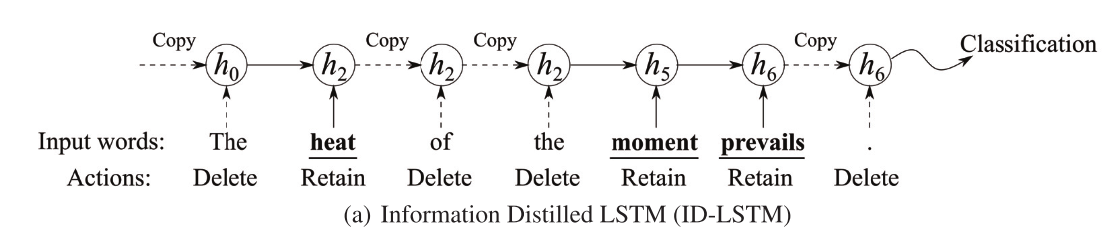 Copy Copy Copy Copy
h0 h2 h2 h2 h5 h6 h6 Classification
Input words: The heat of the moment prevails .
Actions: Delete Retain Delete Delete Retain Retain Delete
(a) Information Distilled LSTM (ID-LSTM)